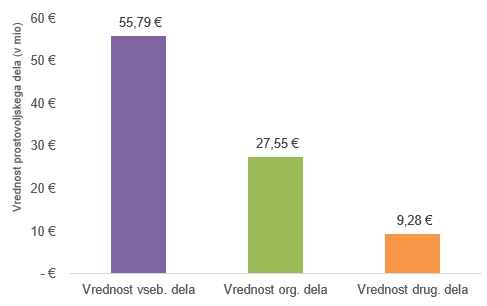 Vrednost prostovoljskega dela (v mio)
60 €
50 €
40 €
30 €
20 €
10 €
- €
55,79 €
27,55 €
9,28 €
Vrednost vseb. dela
Vrednost org. dela
Vrednost drug. dela